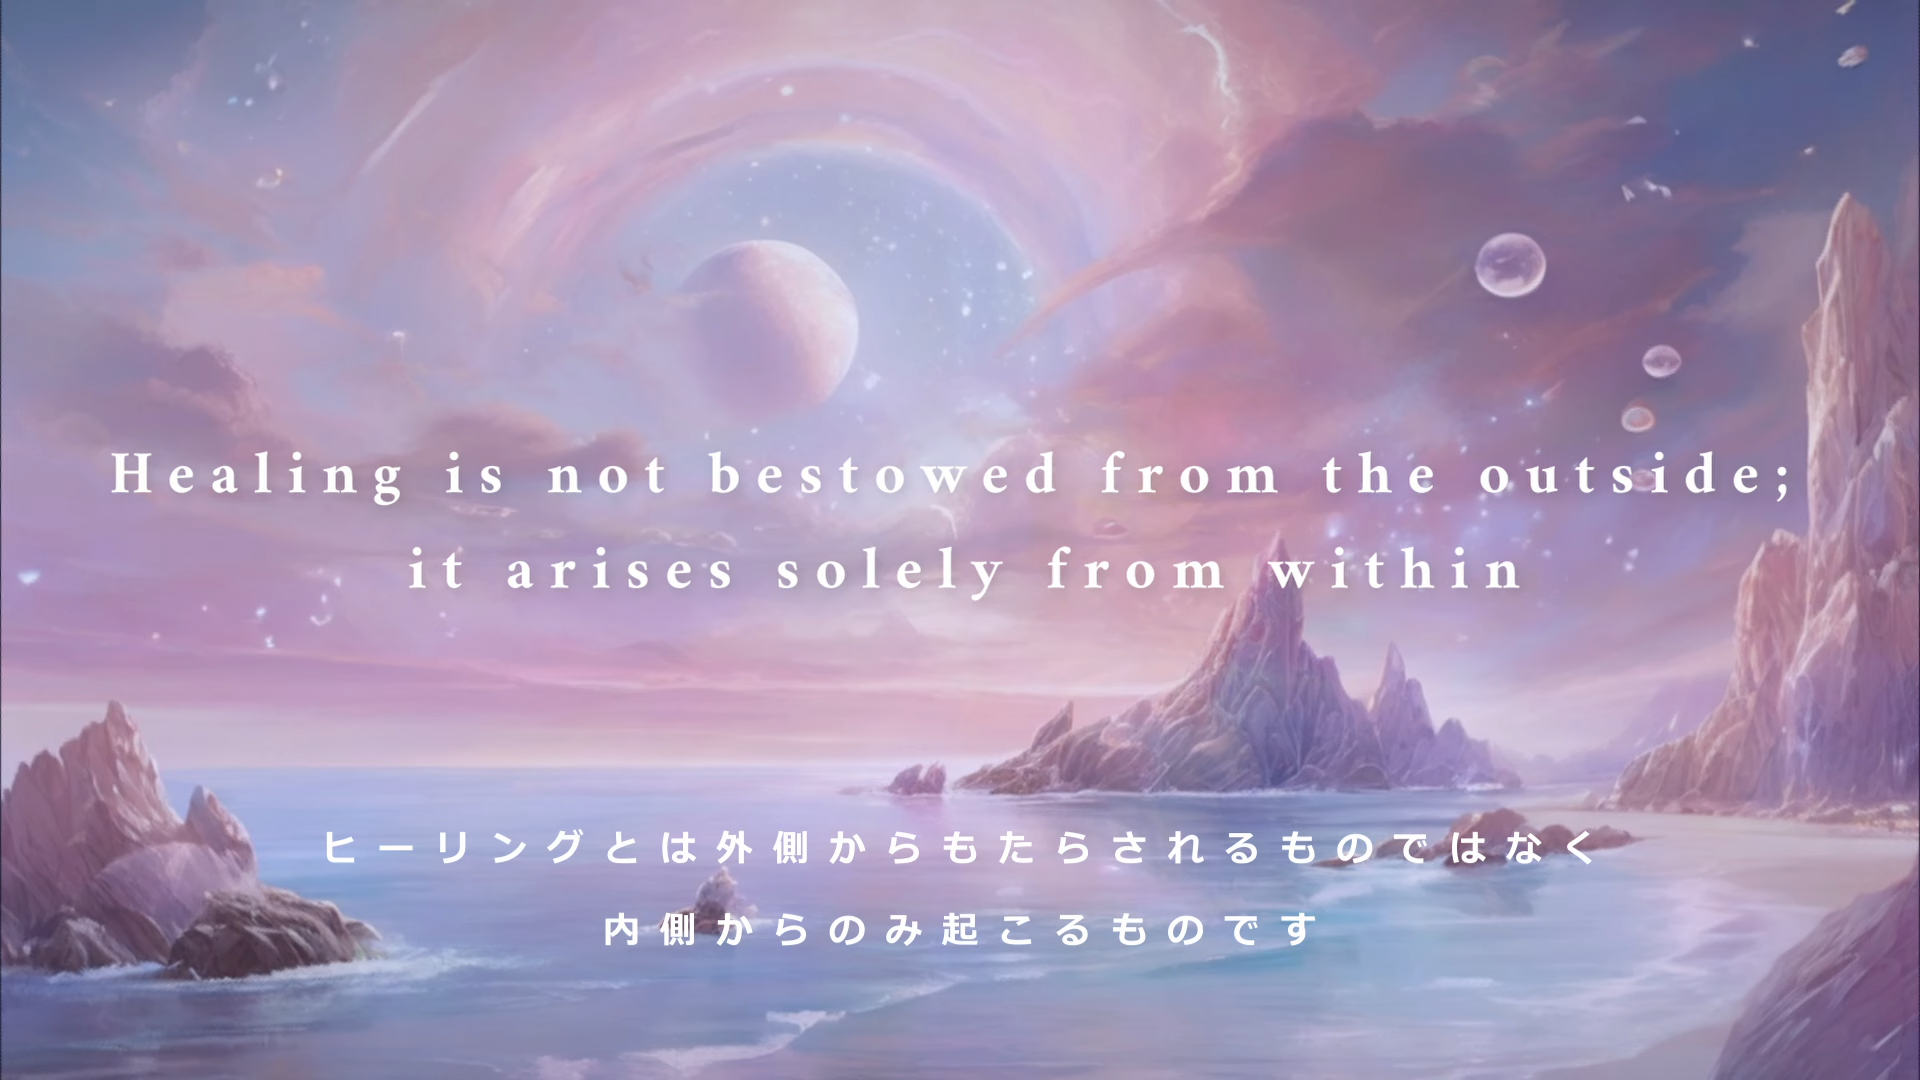 Healing is not bestowed from the outside;
it arises solely from within
ヒーリングとは外側からもたらされるものではなく
内側からのみ起こるものです